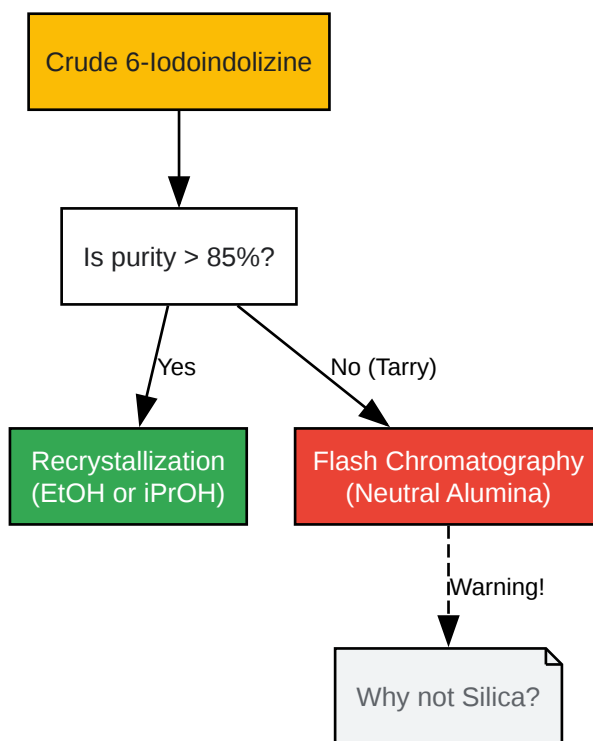 Crude 6-Iodoindolizine
Is purity > 85%?
Yes
No (Tarry)
Recrystallization
(EtOH or iPrOH)
Flash Chromatography
(Neutral Alumina)
Warning!
Why not Silica?